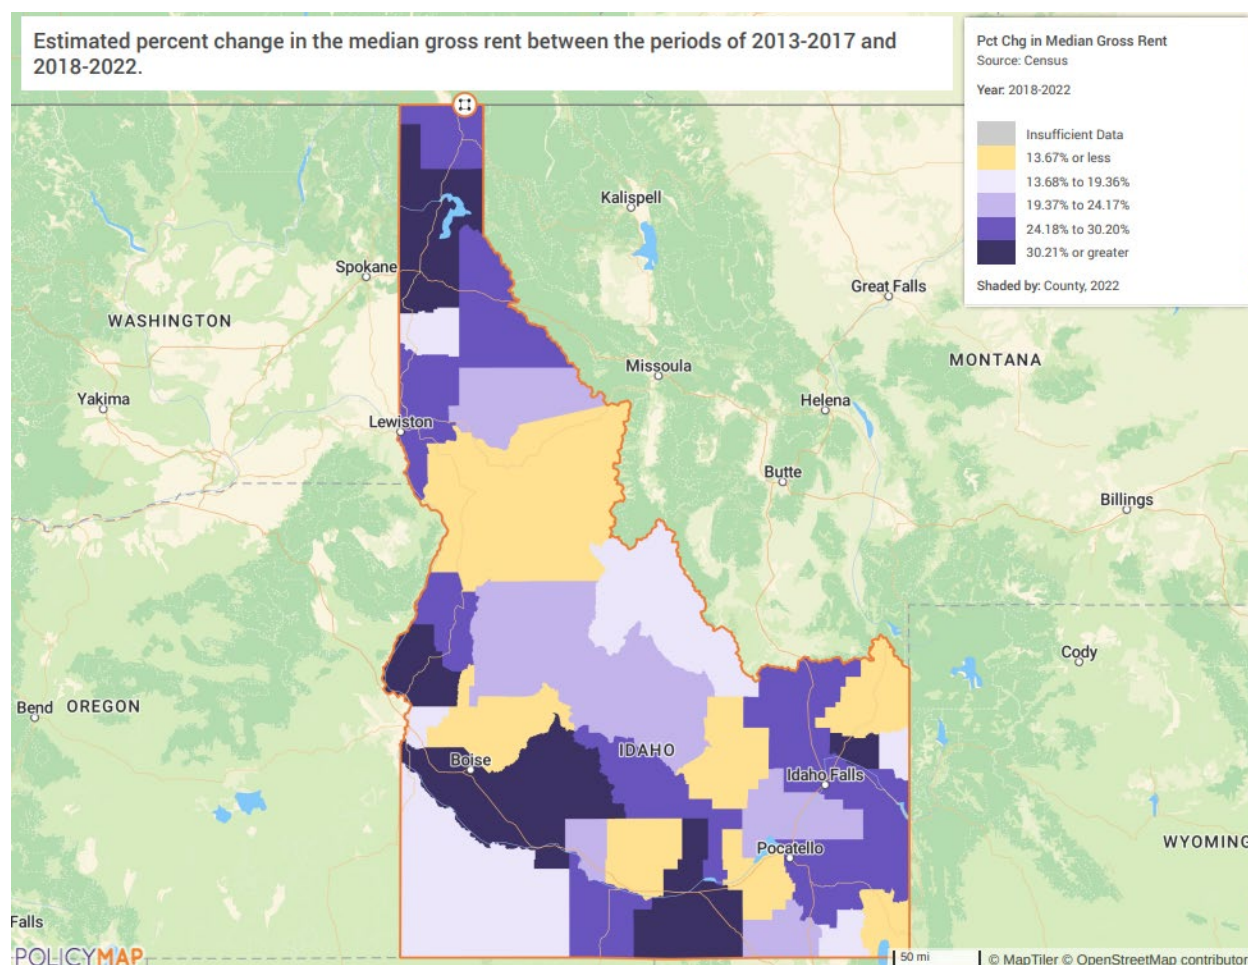 Estimated percent change in the median gross rent between the periods of 2013-2017 and
2018-2022.
Pct Chg in Median Gross Rent
Source: Census
Year: 2018-2022
Insufficient Data
13.67% or less
13.68% to 19.36%
19.37% to 24.17%
24.18% to 30.20%
30.21% or greater
Shaded by: County, 2022
Kalispell
Spokane
Great Falls
WASHINGTON
MONTANA
Missoula
Yakima
Helena
Lewiston
Butte
Billings
Cody
Bend
OREGON
IDAHO
Boise
Idaho Falls
WYOMING
Pocatello
Falls
POLICYMAP
50 mi
© MapTiler © OpenStreetMap contributor